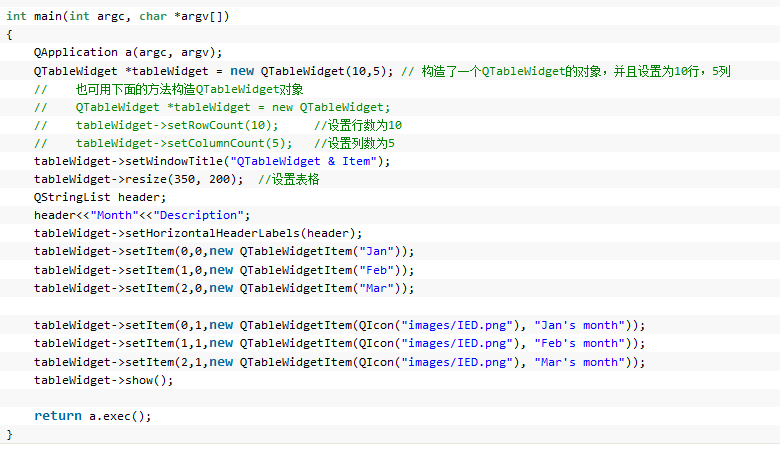 int main(int argc, char *argv[])
{
    QApplication a(argc, argv);
    QTableWidget *tableWidget = new QTableWidget(10,5); // 构造了一个QTableWidget的对象，并且设置为10行，5列
    //    也可用下面的方法构造QTableWidget对象
    //    QTableWidget *tableWidget = new QTableWidget;
    //    tableWidget->setRowCount(10);     //设置行数为10
    //    tableWidget->setColumnCount(5);   //设置列数为5
    tableWidget->setWindowTitle("QTableWidget & Item");
    tableWidget->resize(350, 200);  //设置表格
    QStringList header;
    header<<"Month"<<"Description";
    tableWidget->setHorizontalHeaderLabels(header);
    tableWidget->setItem(0,0,new QTableWidgetItem("Jan"));
    tableWidget->setItem(1,0,new QTableWidgetItem("Feb"));
    tableWidget->setItem(2,0,new QTableWidgetItem("Mar"));

    tableWidget->setItem(0,1,new QTableWidgetItem(QIcon("images/IED.png"), "Jan's month"));
    tableWidget->setItem(1,1,new QTableWidgetItem(QIcon("images/IED.png"), "Feb's month"));
    tableWidget->setItem(2,1,new QTableWidgetItem(QIcon("images/IED.png"), "Mar's month"));
    tableWidget->show();

    return a.exec();
}